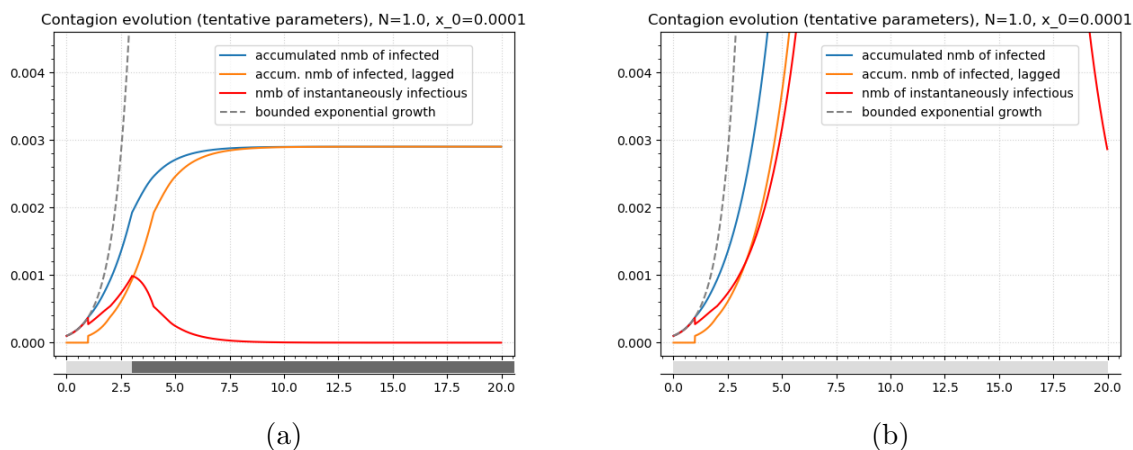 Contagion evolution (tentative parameters), N=1.0, x_0=0.0001
accumulated nmb of infected
accum. nmb of infected, lagged
nmb of instantaneously infectious
bounded exponential growth
0.004
0.003
0.002
0.001
0.000
0.0 2.5 5.0 7.5 10.0 12.5 15.0 17.5 20.0
(a)
Contagion evolution (tentative parameters), N=1.0, x_0=0.0001
accumulated nmb of infected
accum. nmb of infected, lagged
nmb of instantaneously infectious
bounded exponential growth
0.004
0.003
0.002
0.001
0.000
0.0 2.5 5.0 7.5 10.0 12.5 15.0 17.5 20.0
(b)